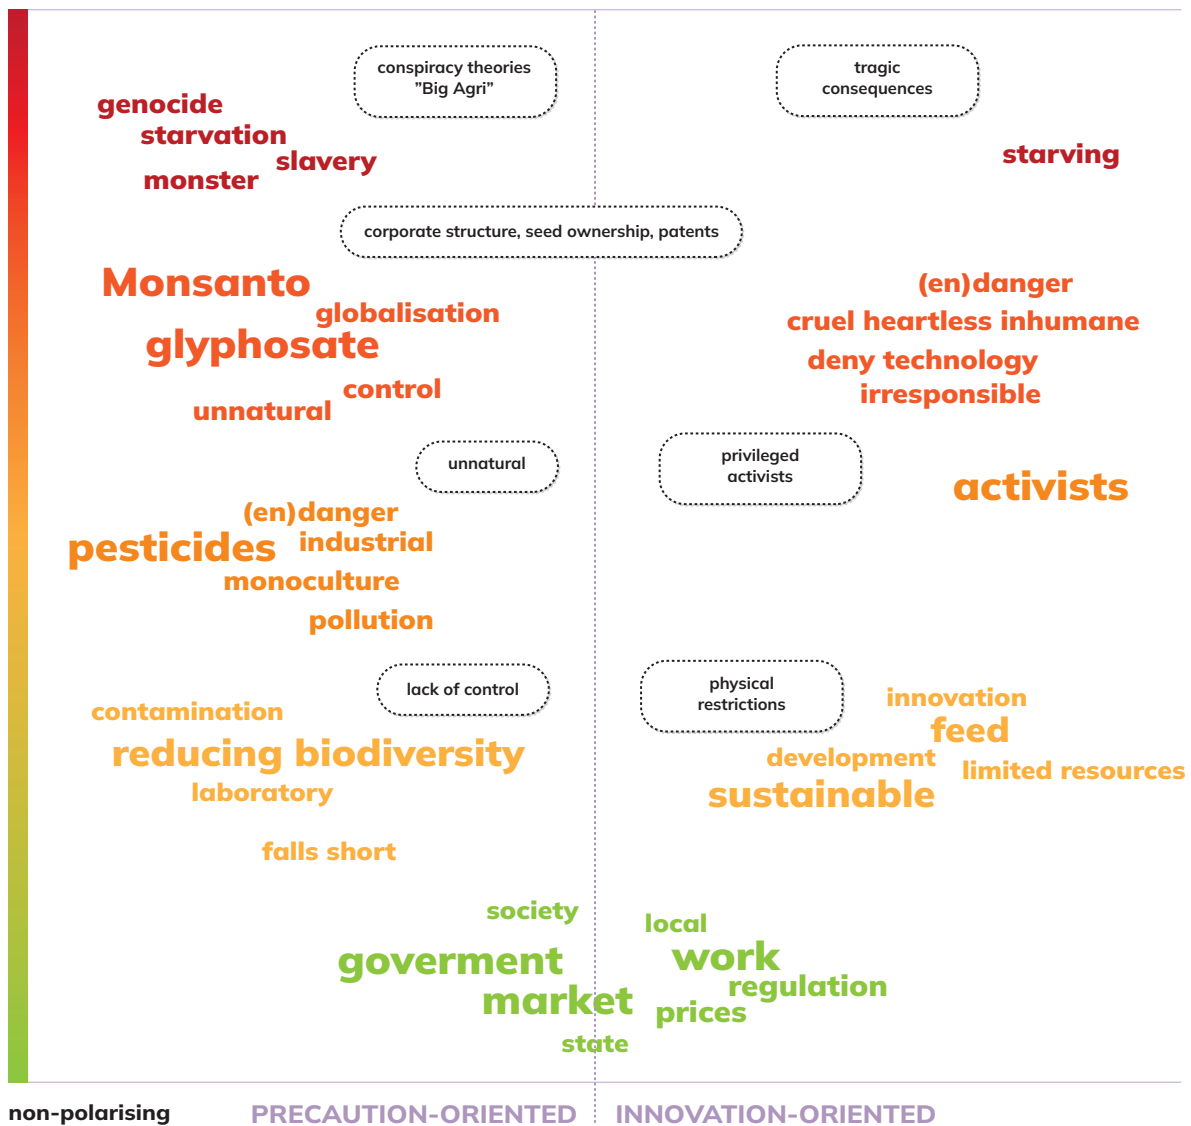 conspiracy theories
”Big Agri”
tragic
consequences
genocide
starvation
slavery
monster
starving
corporate structure, seed ownership, patents
Monsanto
globalisation
glyphosate
control
unnatural
(en)danger
cruel heartless inhumane
deny technology
irresponsible
unnatural
privileged
activists
activists
(en)danger
pesticides
industrial
monoculture
pollution
lack of control
physical
restrictions
contamination
reducing biodiversity
laboratory
falls short
innovation
feed
development
limited resources
sustainable
society
local
goverment
work
market
regulation
prices
state
non-polarising
PRECAUTION-ORIENTED
INNOVATION-ORIENTED